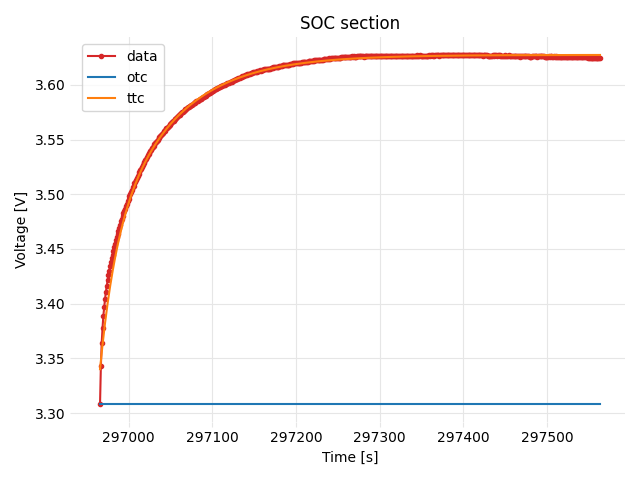 SOC section
data
otc
ttc
Voltage [V]
3.60
3.55
3.50
3.45
3.40
3.35
3.30
297000 297100 297200 297300 297400 297500
Time [s]